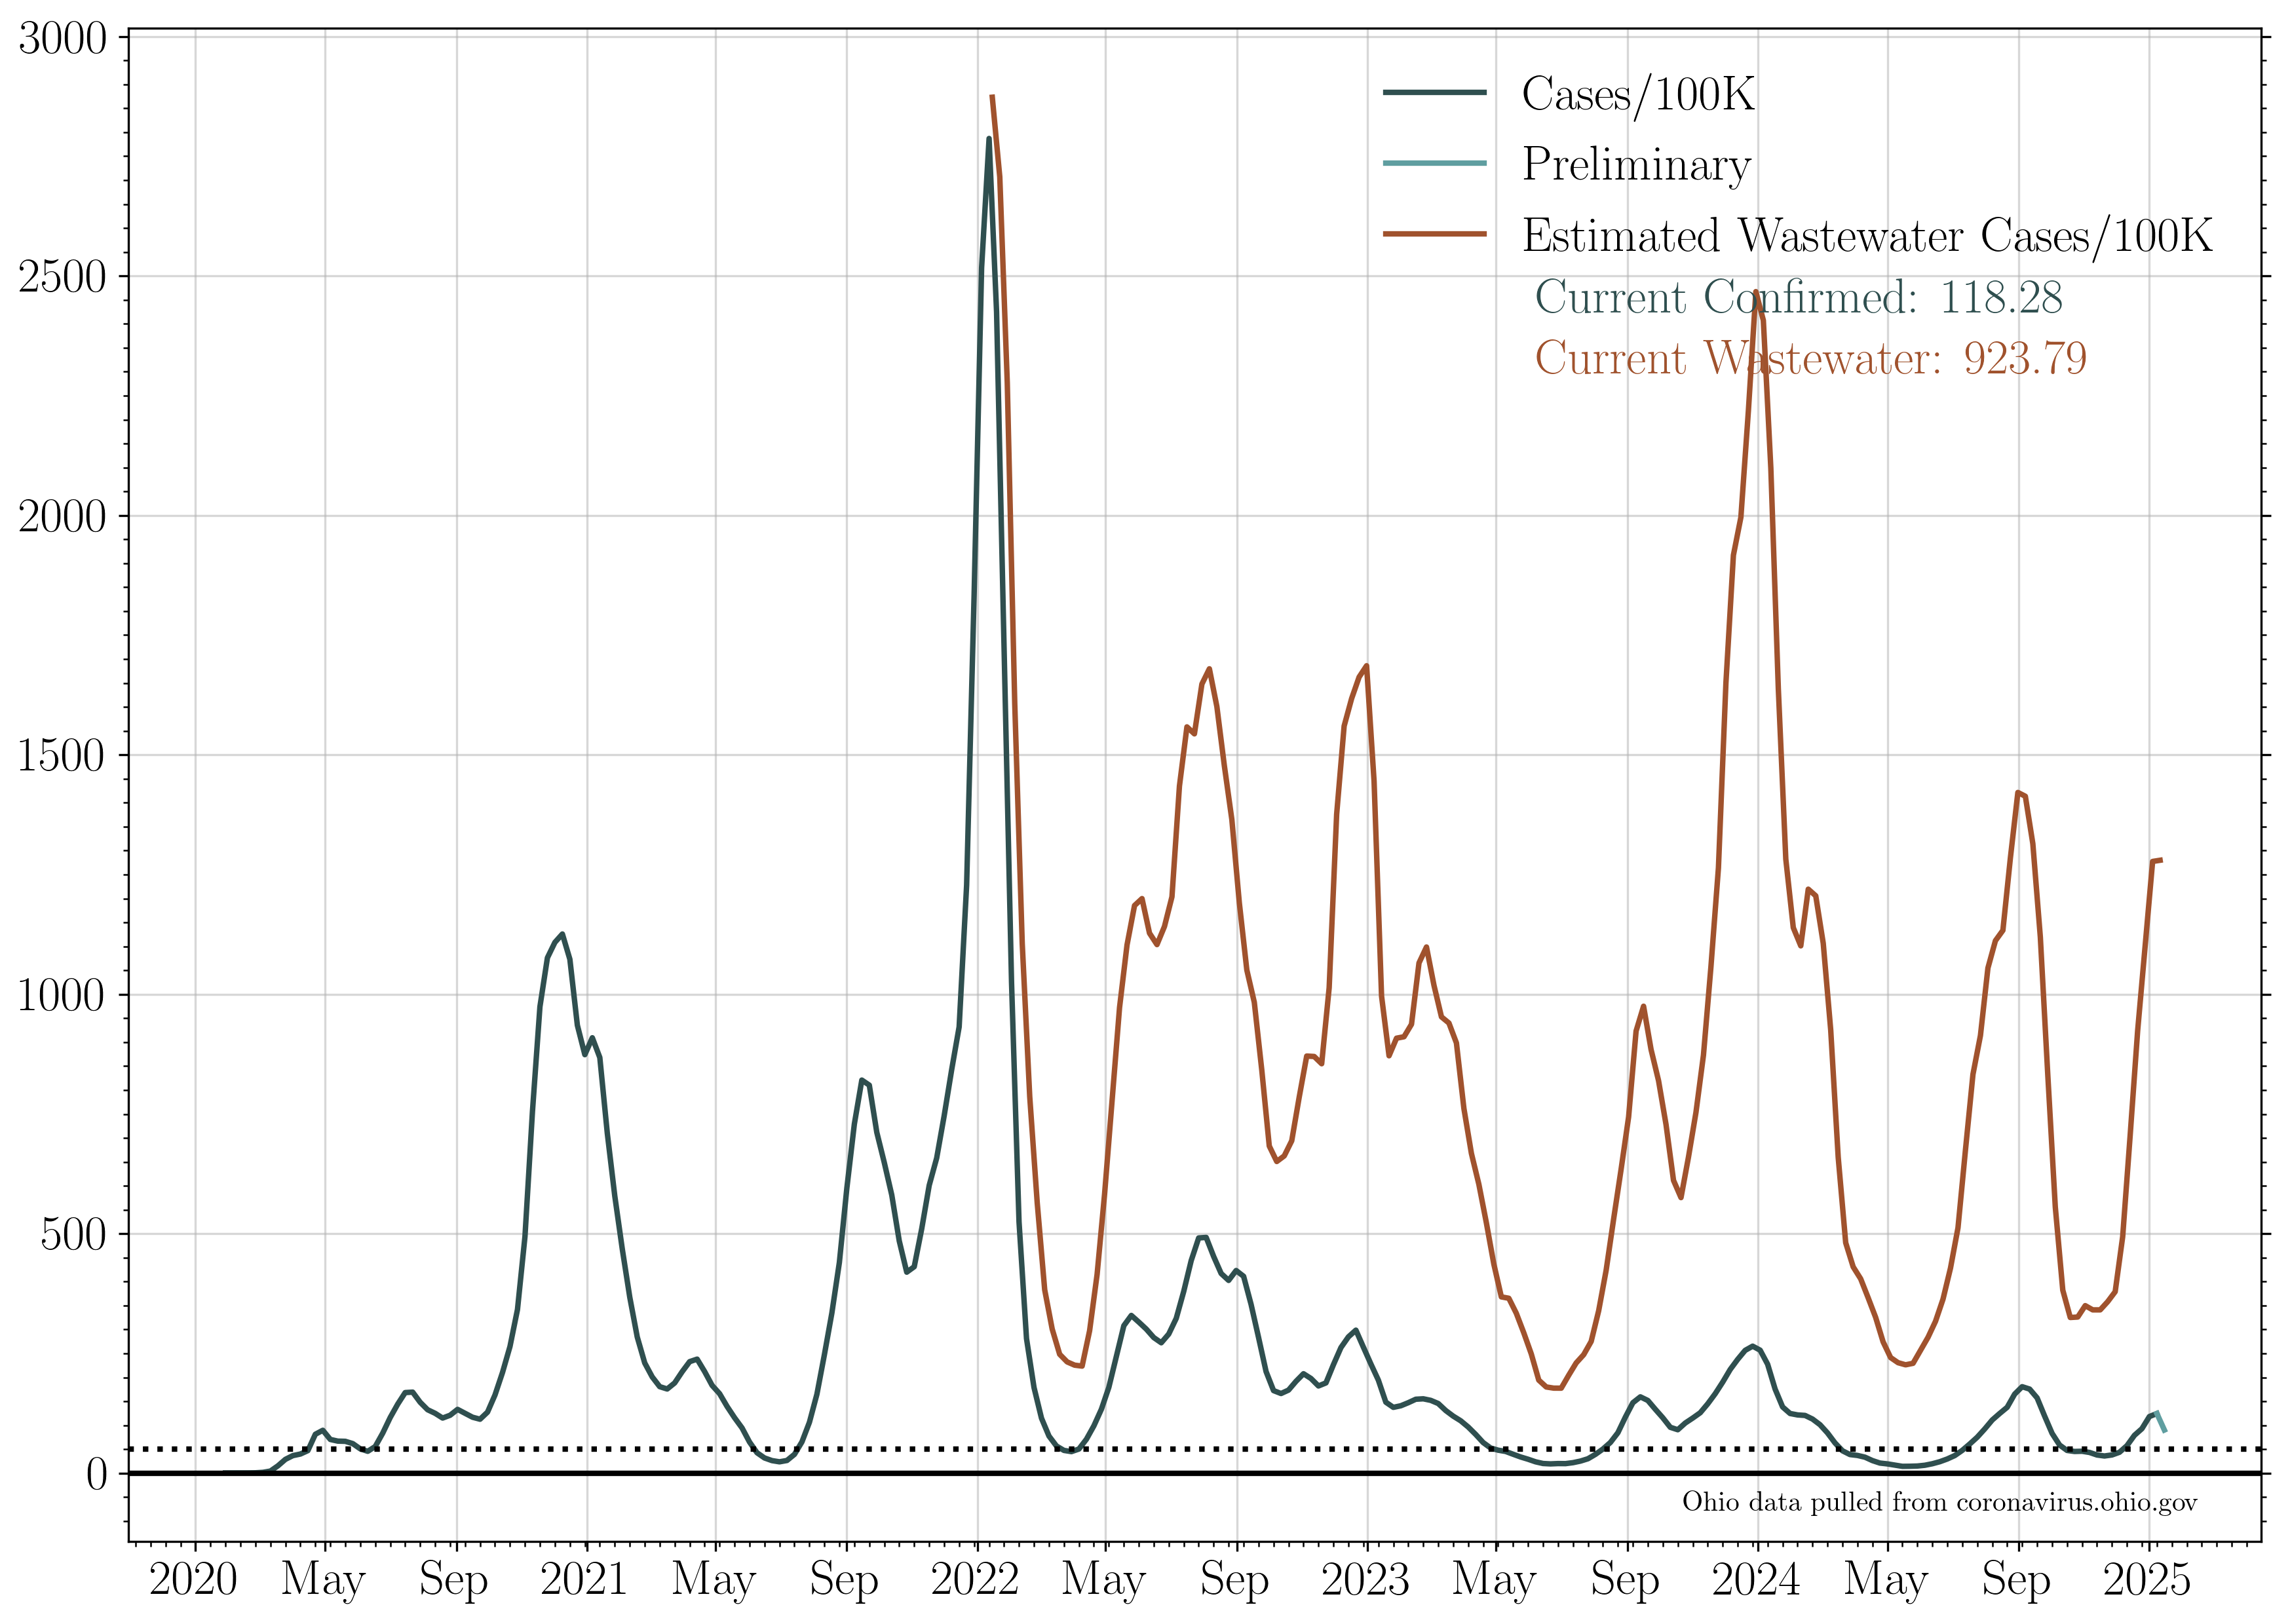 3000
2500
2000
1500
1000
500
0
Cases/100K
Preliminary
Estimated Wastewater Cases/100K
Current Confirmed: 118.28
Current Wastewater: 923.79
Ohio data pulled from coronavirus.ohio.gov
2020 May Sep 2021 May Sep 2022 May Sep 2023 May Sep 2024 May Sep 2025